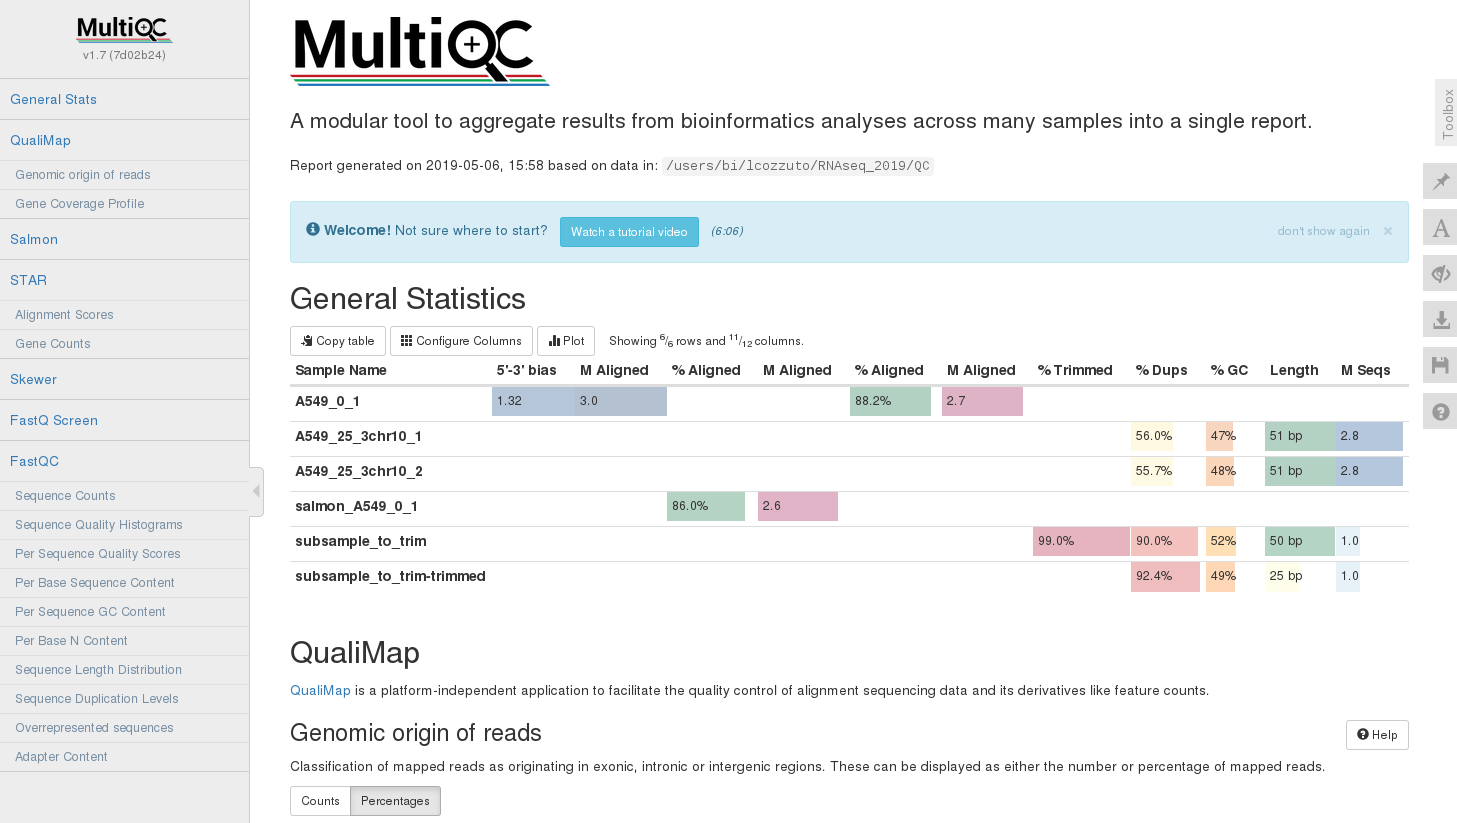 MultiQC
v1.7 (7d02b24)
General Stats
QualiMap
Genomic origin of reads
Gene Coverage Profile
Salmon
STAR
Alignment Scores
Gene Counts
Skewer
FastQ Screen
FastQC
Sequence Counts
Sequence Quality Histograms
Per Sequence Quality Scores
Per Base Sequence Content
Per Sequence GC Content
Per Base N Content
Sequence Length Distribution
Sequence Duplication Levels
Overrepresented sequences
Adapter Content
MultiQC
A modular tool to aggregate results from bioinformatics analyses across many samples into a single report.
Report generated on 2019-05-06, 15:58 based on data in: /users/bi/lcozzuto/RNAseq_2019/QC
Welcome! Not sure where to start? Watch a tutorial video (6:06) don't show again ×
General Statistics
Copy table Configure Columns Plot Showing 6/6 rows and 11/12 columns.
Sample Name 5'-3' bias M Aligned % Aligned M Aligned % Aligned M Aligned % Trimmed % Dups % GC Length M Seqs
A549_0_1 1.32 3.0 88.2% 2.7
A549_25_3chr10_1 56.0% 47% 51 bp 2.8
A549_25_3chr10_2 55.7% 48% 51 bp 2.8
salmon_A549_0_1 86.0% 2.6
subsample_to_trim 99.0% 90.0% 52% 50 bp 1.0
subsample_to_trim-trimmed 92.4% 49% 25 bp 1.0
QualiMap
QualiMap is a platform-independent application to facilitate the quality control of alignment sequencing data and its derivatives like feature counts.
Genomic origin of reads
Help
Classification of mapped reads as originating in exonic, intronic or intergenic regions. These can be displayed as either the number or percentage of mapped reads.
Counts Percentages
Toolbox
A